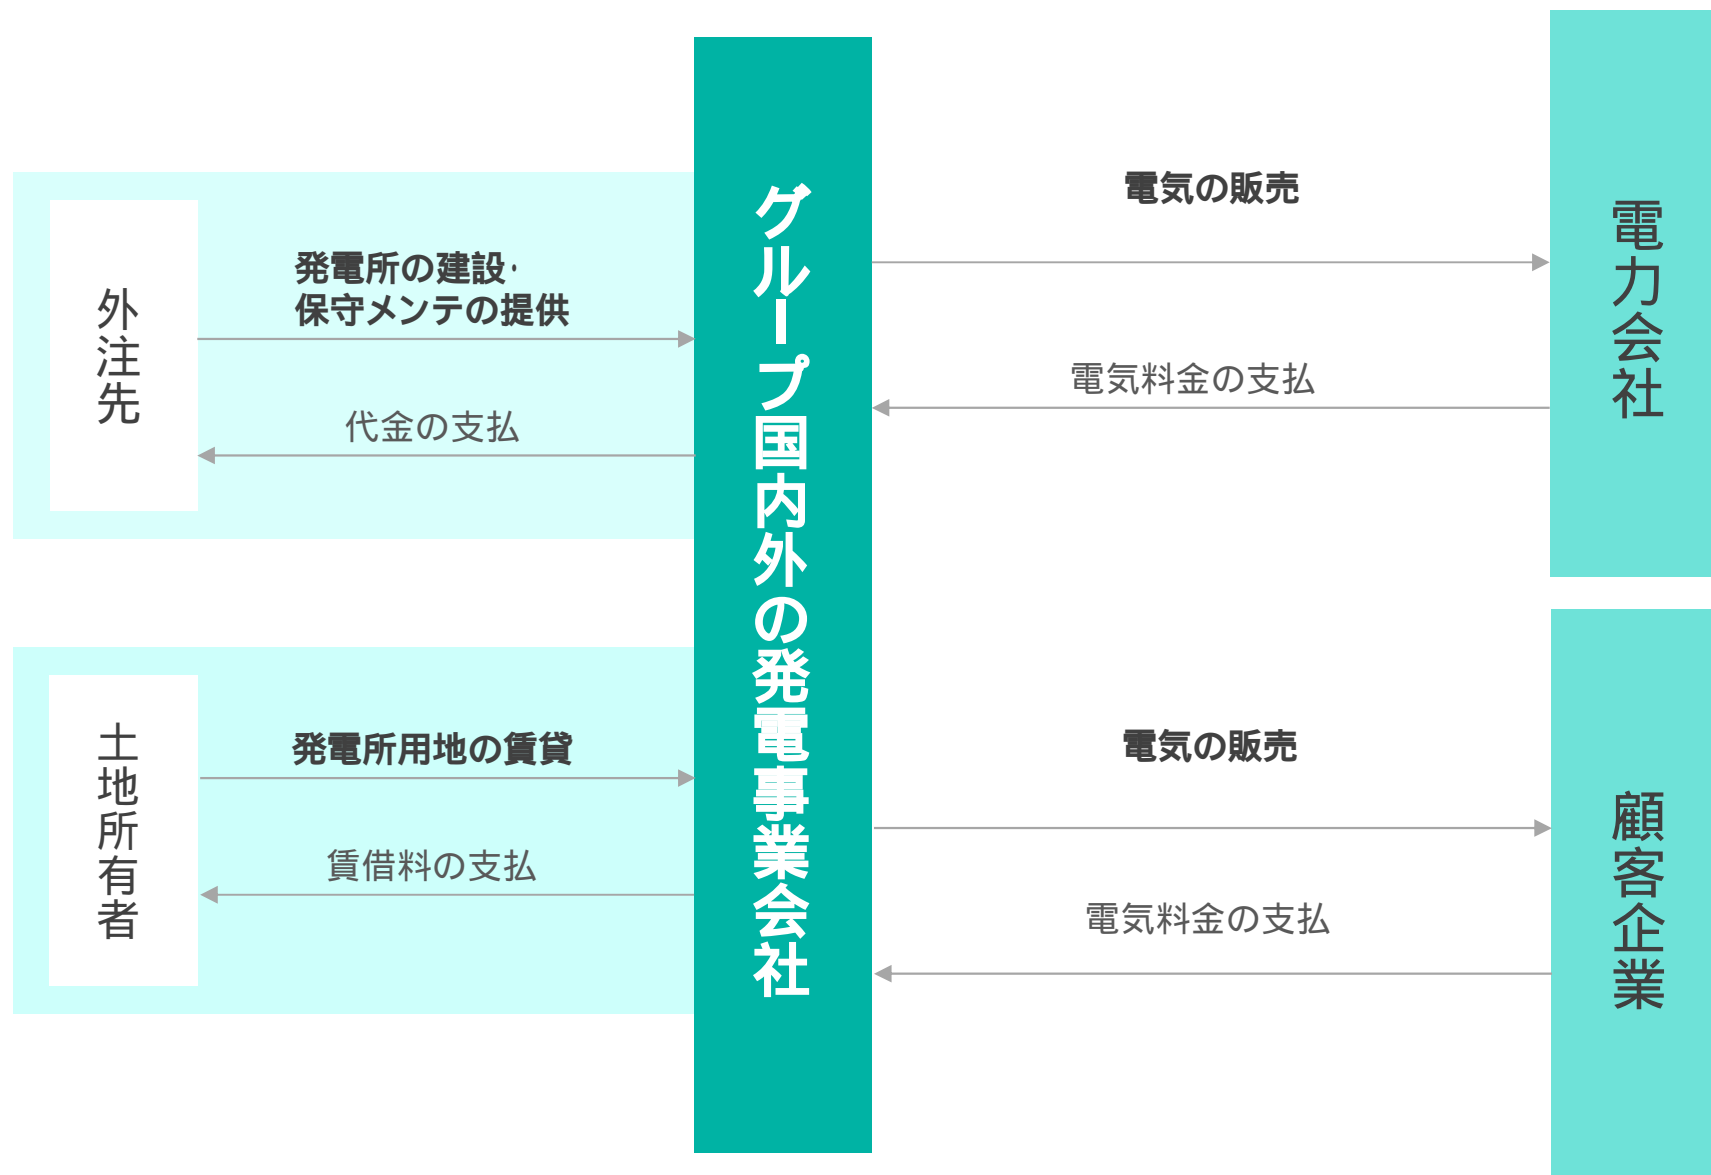 外注先
発電所の建設・
保守メンテの提供
代金の支払
土地所有者
発電所用地の賃貸
賃借料の支払
グループ国内外の発電事業会社
電気の販売
電気料金の支払
電力会社
電気の販売
電気料金の支払
顧客企業